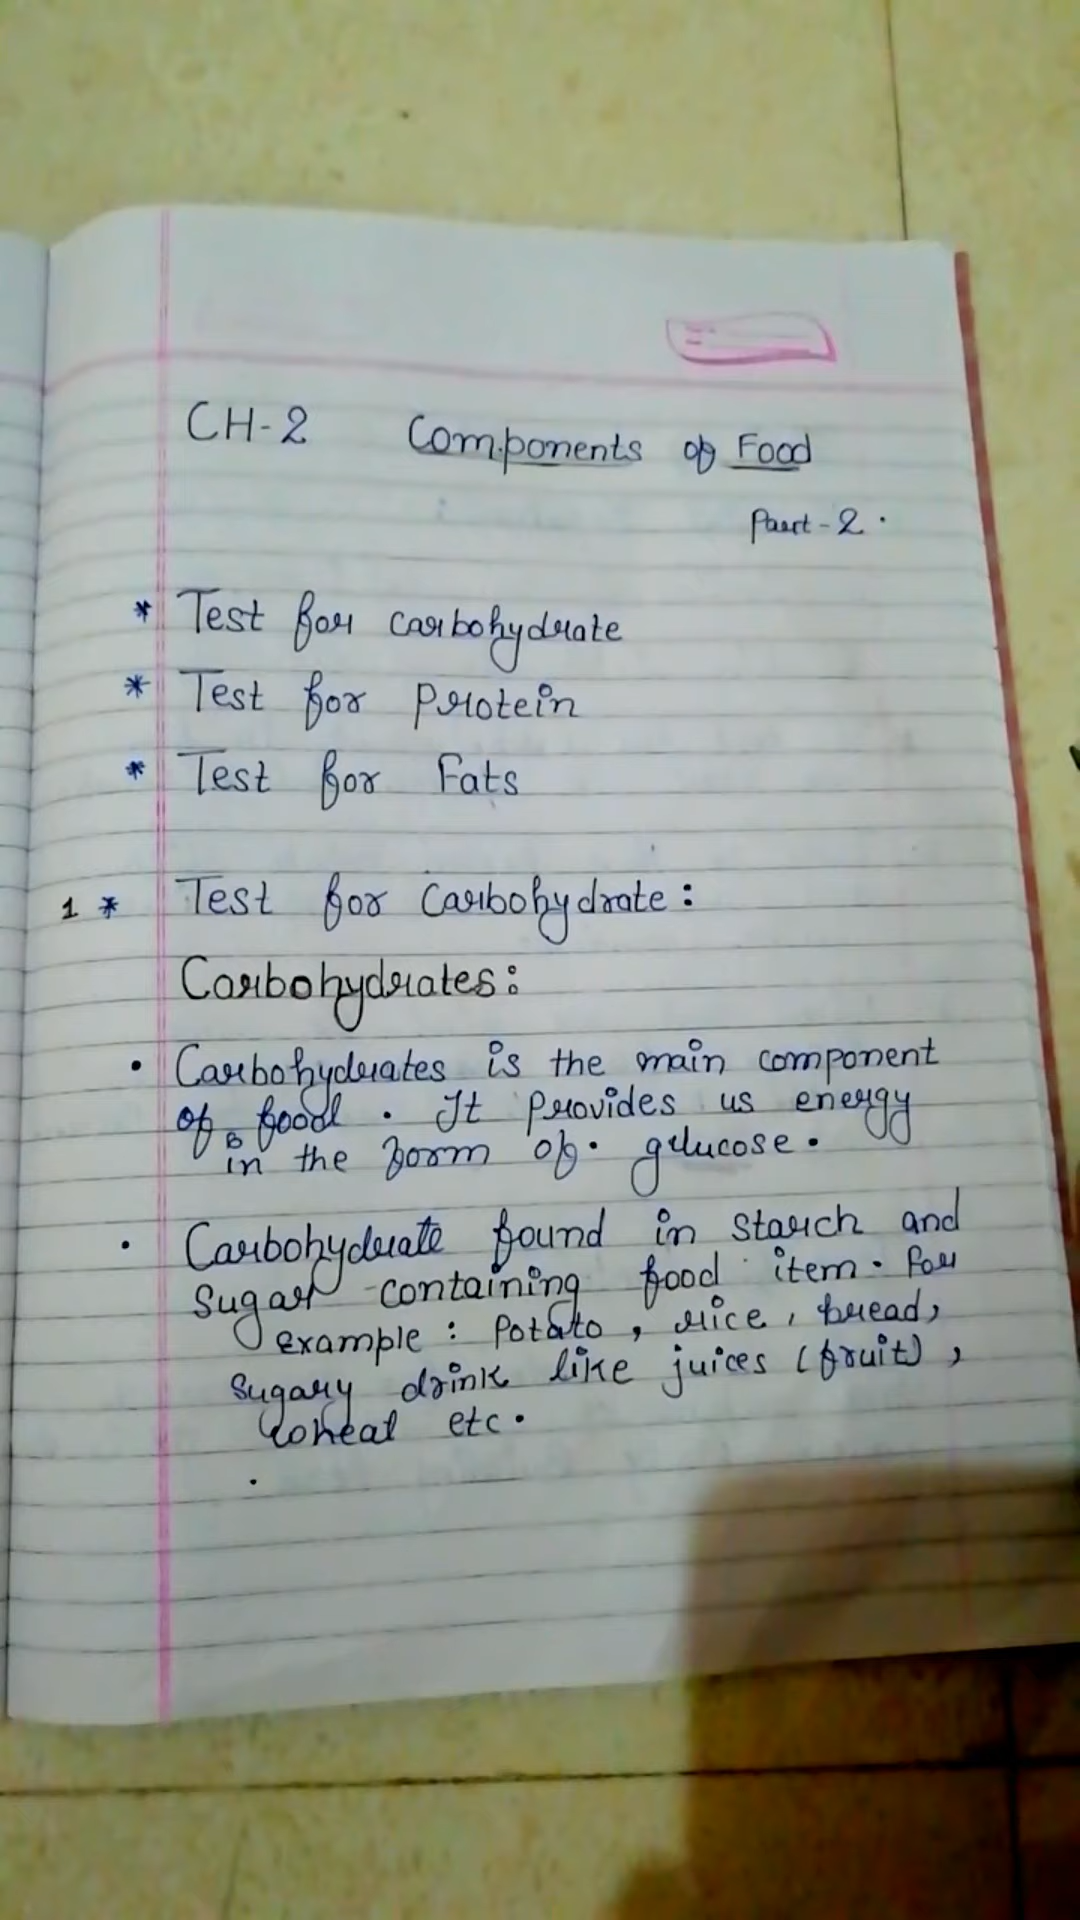 CH-2 Components of Food
Part-2.
* Test for carbohydrate
* Test for Protein
* Test for Fats
1 * Test for Carbohydrate:
Carbohydrates:
• Carbohydrates is the main component
of food. It Provides us energy
in the form of. glucose.
• Carbohydrate found in starch and
Sugar containing food item. For
example: Potato, rice, bread,
Sugary drink like juices (fruit),
wheat etc.